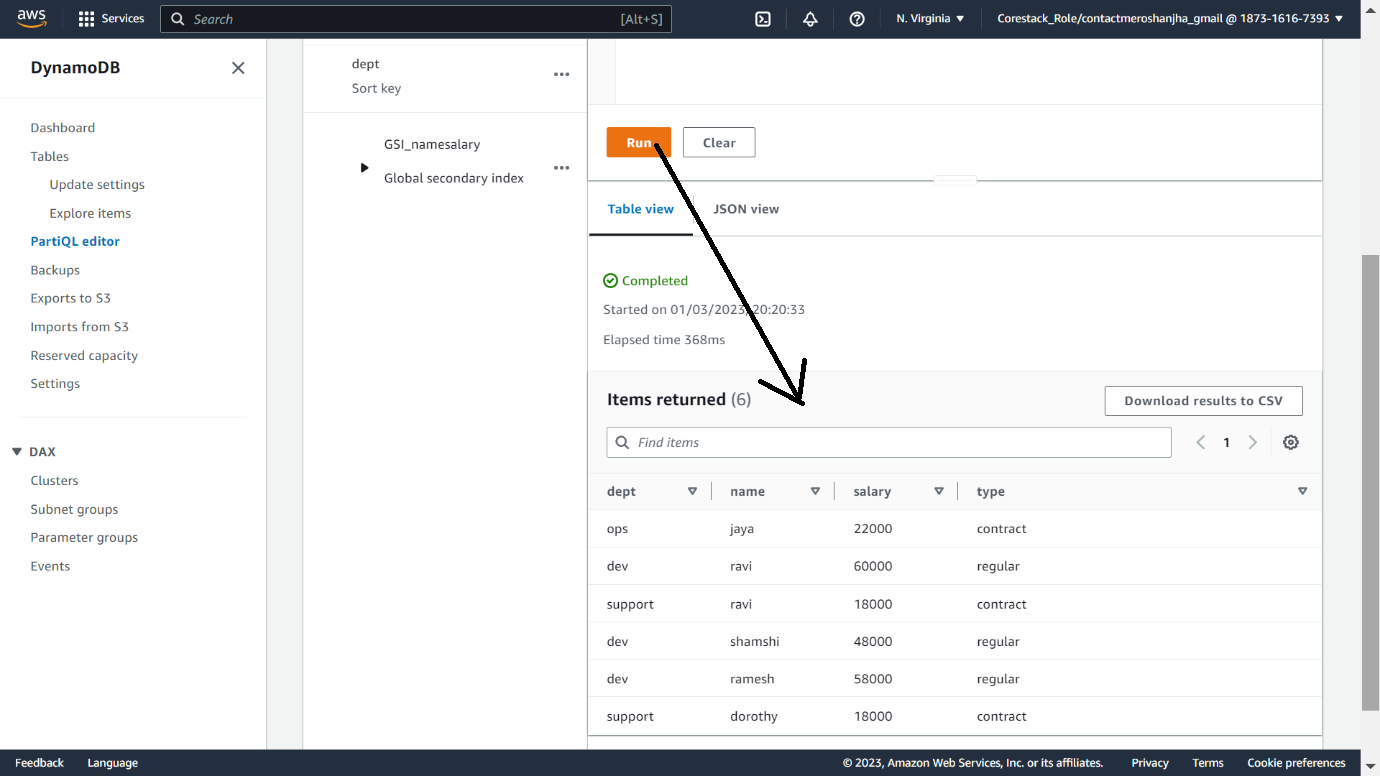 aws
Services
Search
[Alt+S]
N. Virginia
Corestack_Role/contactmeroshanjha_gmail @ 1873-1616-7393
DynamoDB
Dashboard
Tables
Update settings
Explore items
PartiQL editor
Backups
Exports to S3
Imports from S3
Reserved capacity
Settings
DAX
Clusters
Subnet groups
Parameter groups
Events
dept
Sort key
GSI_namesalary
Global secondary index
Run
Clear
Table view
JSON view
Completed
Started on 01/03/2023, 20:20:33
Elapsed time 368ms
Items returned (6)
Download results to CSV
Find items
1
dept name salary type
ops jaya 22000 contract
dev ravi 60000 regular
support ravi 18000 contract
dev shamshi 48000 regular
dev ramesh 58000 regular
support dorothy 18000 contract
Feedback
Language
© 2023, Amazon Web Services, Inc. or its affiliates.
Privacy
Terms
Cookie preferences